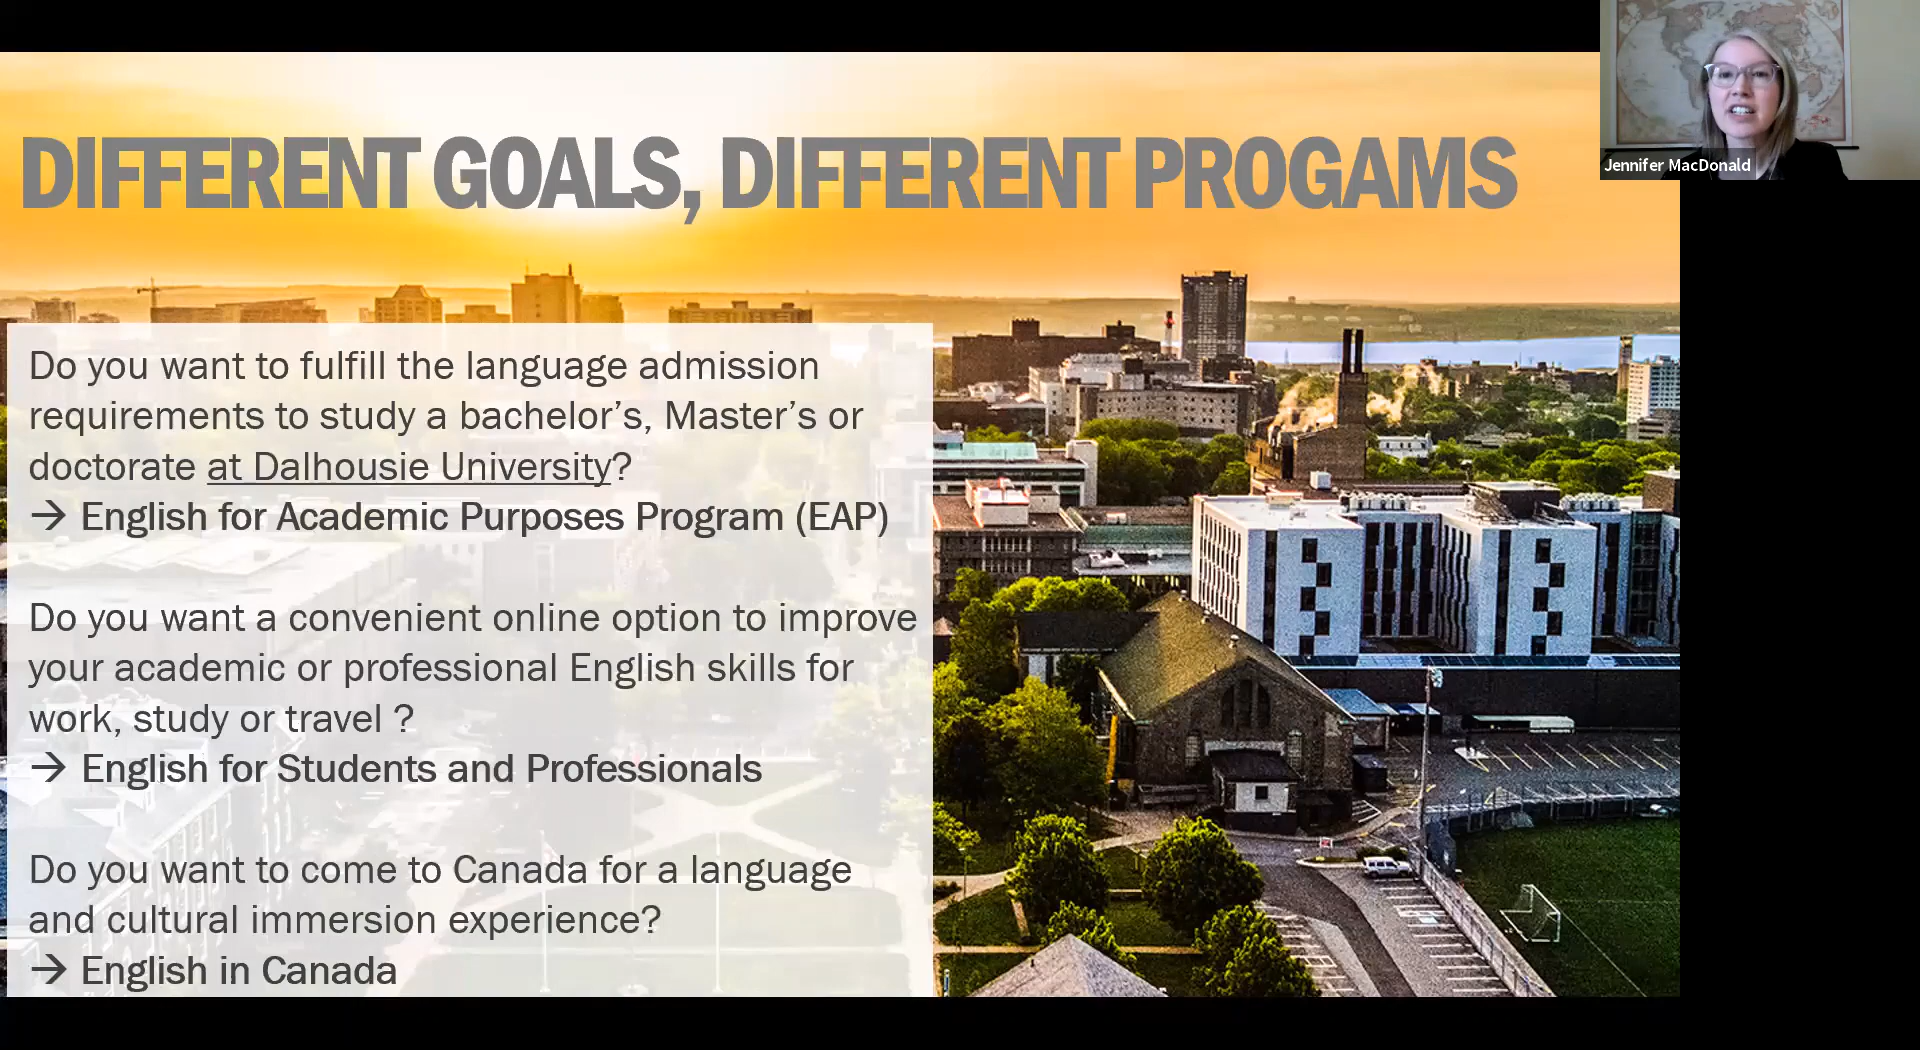 DIFFERENT GOALS, DIFFERENT PROGAMS
Jennifer MacDonald
Do you want to fulfill the language admission
requirements to study a bachelor’s, Master’s or
doctorate at Dalhousie University?
→ English for Academic Purposes Program (EAP)
Do you want a convenient online option to improve
your academic or professional English skills for
work, study or travel ?
→ English for Students and Professionals
Do you want to come to Canada for a language
and cultural immersion experience?
→ English in Canada